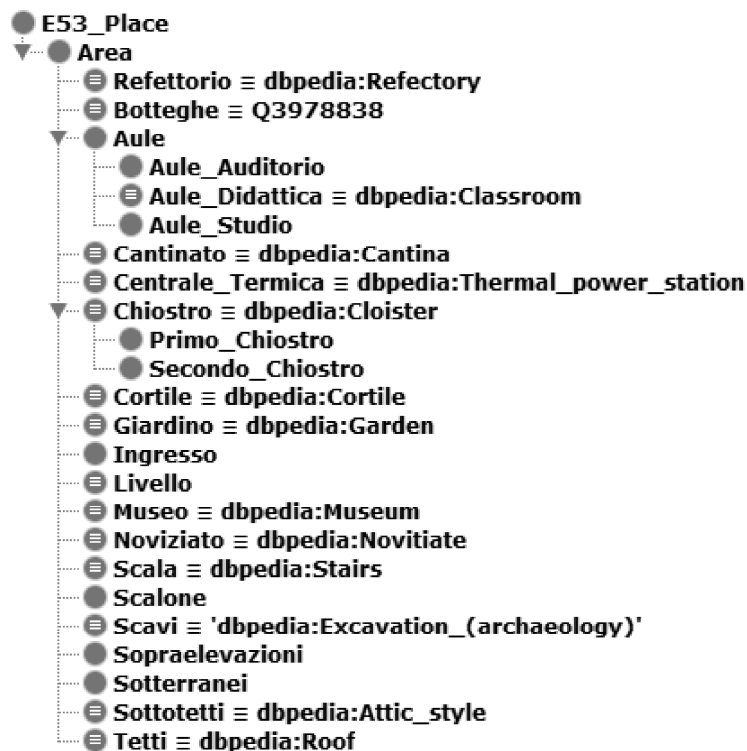 E53_Place
Area
Refettorio ≡ dbpedia:Refectory
Botteghe ≡ Q3978838
Aule
Aule_Auditorio
Aule_Didattica ≡ dbpedia:Classroom
Aule_Studio
Cantinato ≡ dbpedia:Cantina
Centrale_Termica ≡ dbpedia:Thermal_power_station
Chiostro ≡ dbpedia:Cloister
Primo_Chiostro
Secondo_Chiostro
Cortile ≡ dbpedia:Cortile
Giardino ≡ dbpedia:Garden
Ingresso
Livello
Museo ≡ dbpedia:Museum
Noviziato ≡ dbpedia:Novitiate
Scala ≡ dbpedia:Stairs
Scalone
Scavi ≡ 'dbpedia:Excavation_(archaeology)'
Sopraelevazioni
Sotterranei
Sottotetti ≡ dbpedia:Attic_style
Tetti ≡ dbpedia:Roof